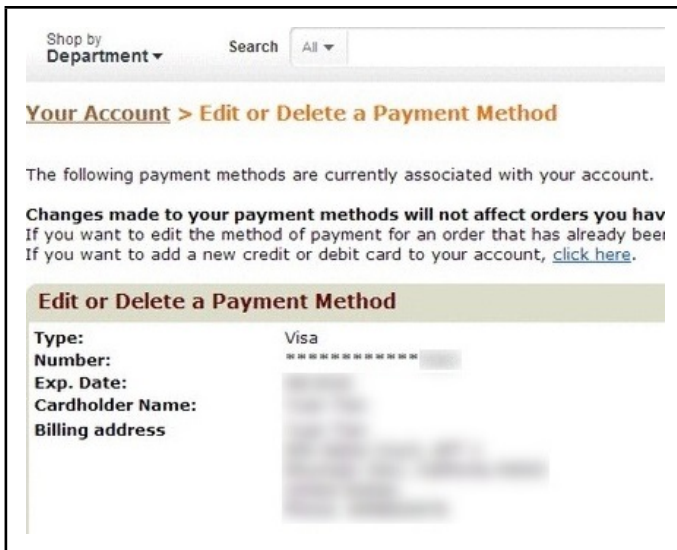 Shop by
Department
Search All
Your Account > Edit or Delete a Payment Method
The following payment methods are currently associated with your account.
Changes made to your payment methods will not affect orders you hav
If you want to edit the method of payment for an order that has already bee
If you want to add a new credit or debit card to your account, click here.
Edit or Delete a Payment Method
Type: Visa
Number: ************
Exp. Date:
Cardholder Name:
Billing address